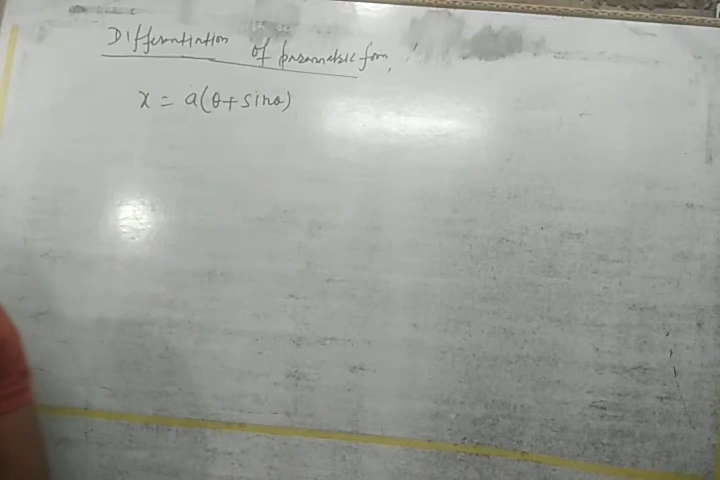 Differentiation of parametric form :
x = a(θ+sinθ)